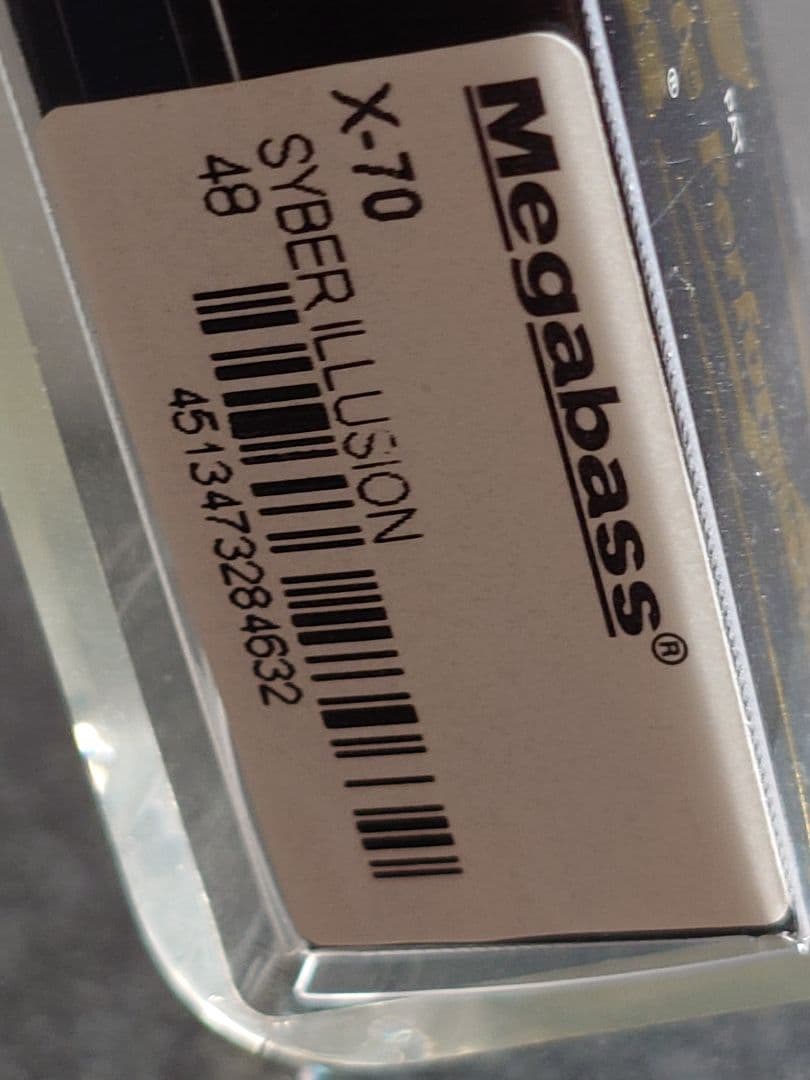 Megabass®
X-70
SYBER ILLUSION
48
4513473284632